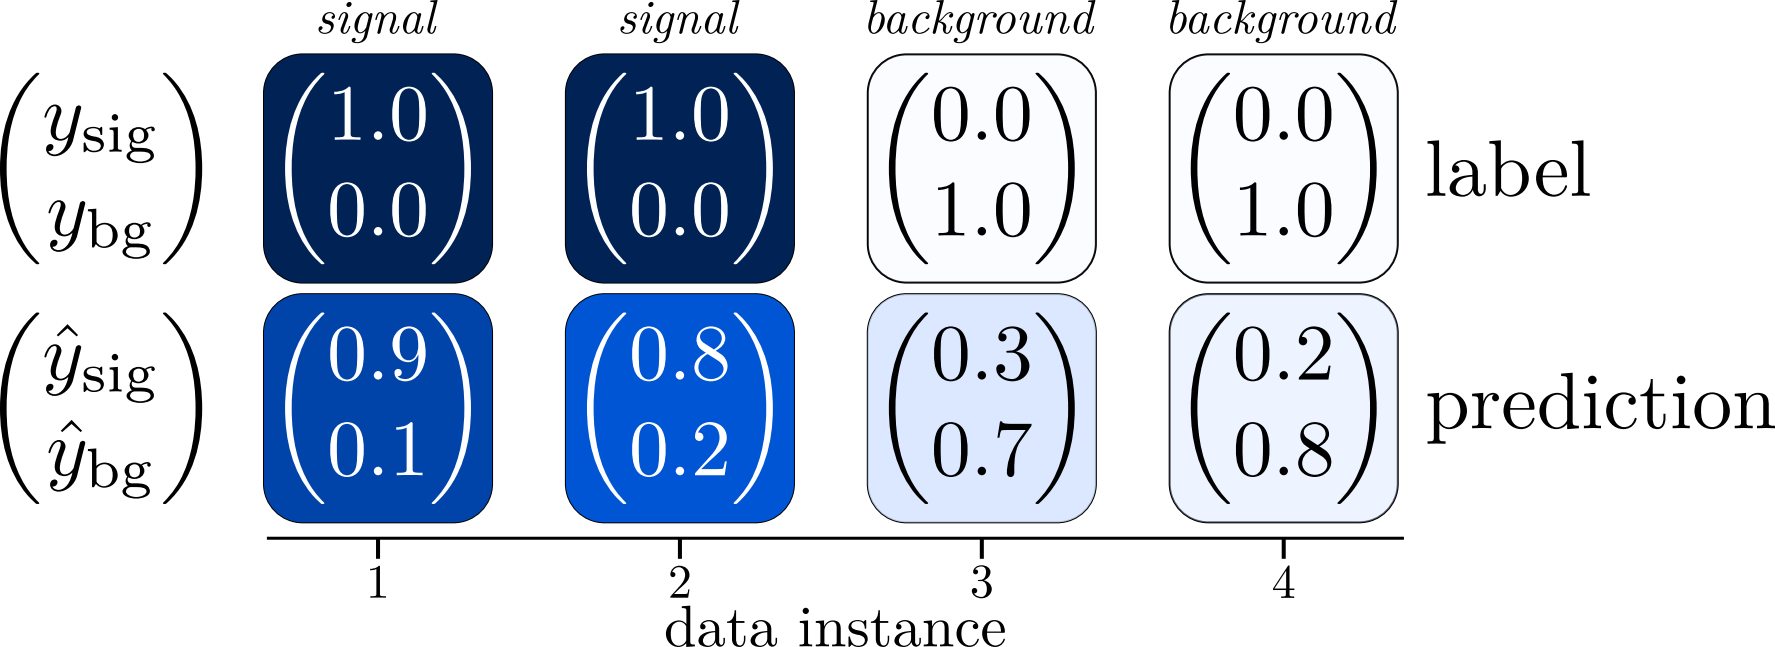 signal signal background background
y_sig 1.0 1.0 0.0 0.0
y_bg 0.0 0.0 1.0 1.0
label
ŷ_sig 0.9 0.8 0.3 0.2
ŷ_bg 0.1 0.2 0.7 0.8
prediction
1 2 3 4
data instance